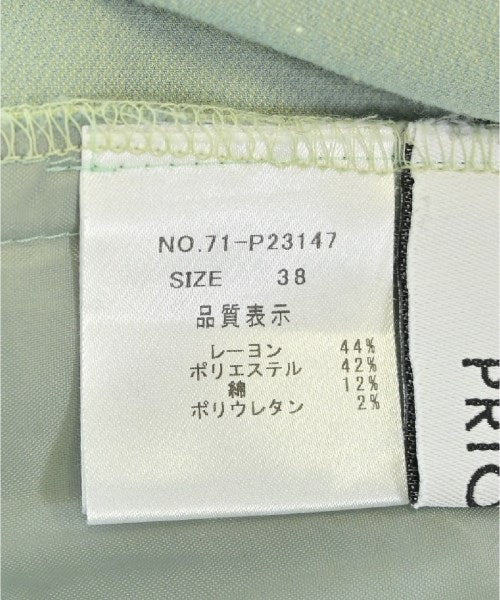 NO.71-P23147
SIZE 38
品質表示
レーヨン 44%
ポリエステル 42%
綿 12%
ポリウレタン 2%